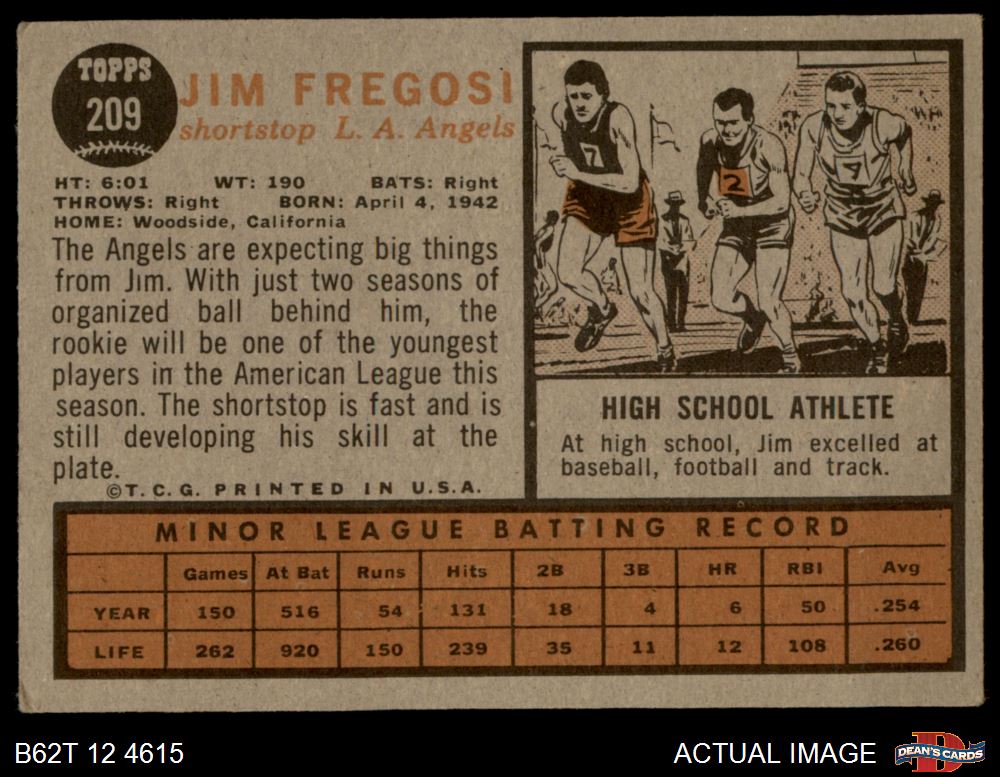 TOPPS
209
JIM FREGOSI
shortstop L. A. Angels
HT: 6:01 WT: 190 BATS: Right
THROWS: Right BORN: April 4, 1942
HOME: Woodside, California
The Angels are expecting big things
from Jim. With just two seasons of
organized ball behind him, the
rookie will be one of the youngest
players in the American League this
season. The shortstop is fast and is
still developing his skill at the
plate.
©T. C. G. PRINTED IN U.S.A.
7
2
9
HIGH SCHOOL ATHLETE
At high school, Jim excelled at
baseball, football and track.
MINOR LEAGUE BATTING RECORD
Games At Bat Runs Hits 2B 3B HR RBI Avg
YEAR 150 516 54 131 18 4 6 50 .254
LIFE 262 920 150 239 35 11 12 108 .260
B62T 12 4615
ACTUAL IMAGE
D
DEAN'S CARDS